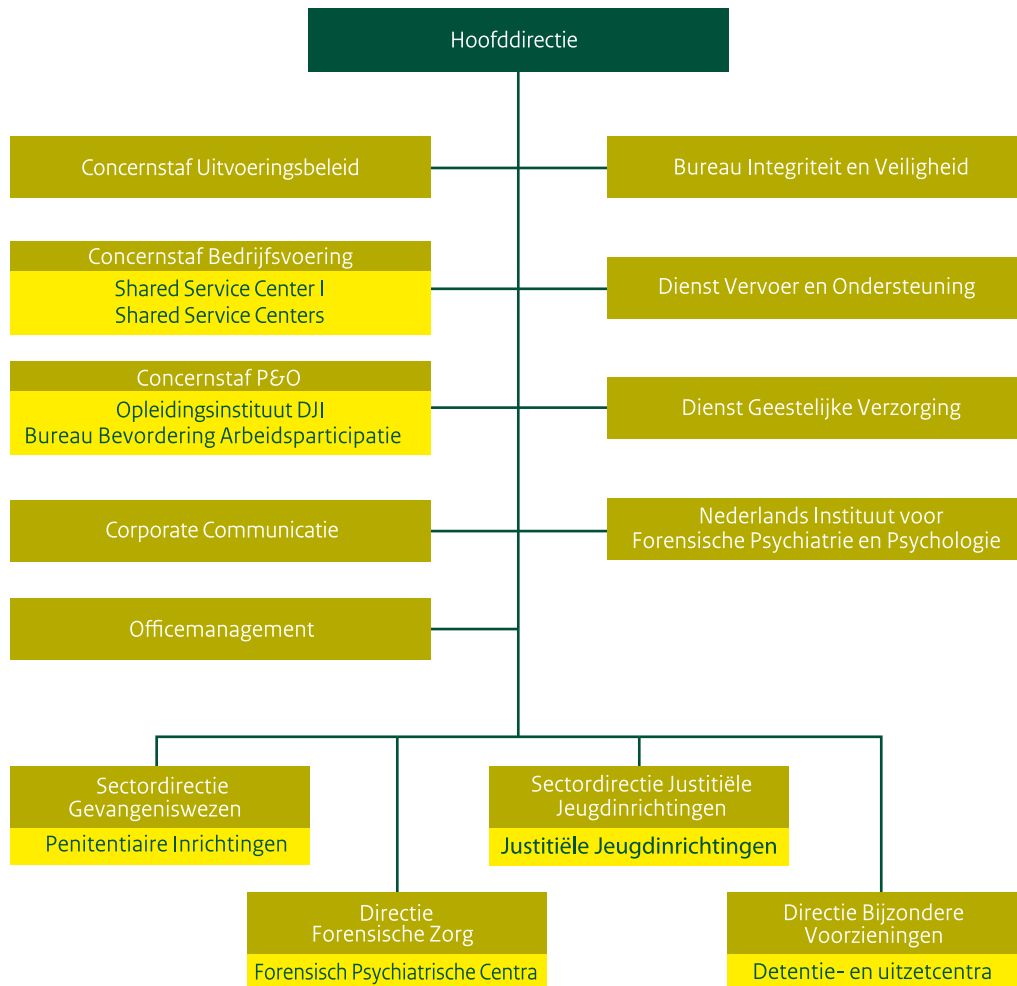 Hoofddirectie
Concernstaf Uitvoeringsbeleid
Bureau Integriteit en Veiligheid
Concernstaf Bedrijfsvoering
Shared Service Center I
Shared Service Centers
Dienst Vervoer en Ondersteuning
Concernstaf P&O
Opleidingsinstituut DJI
Bureau Bevordering Arbeidsparticipatie
Dienst Geestelijke Verzorging
Corporate Communicatie
Nederlands Instituut voor
Forensische Psychiatrie en Psychologie
Officemanagement
Sectordirectie
Gevangeniswezen
Penitentiaire Inrichtingen
Sectordirectie Justitiële
Jeugdinrichtingen
Justitiële Jeugdinrichtingen
Directie
Forensische Zorg
Forensisch Psychiatrische Centra
Directie Bijzondere
Voorzieningen
Detentie- en uitzetcentra